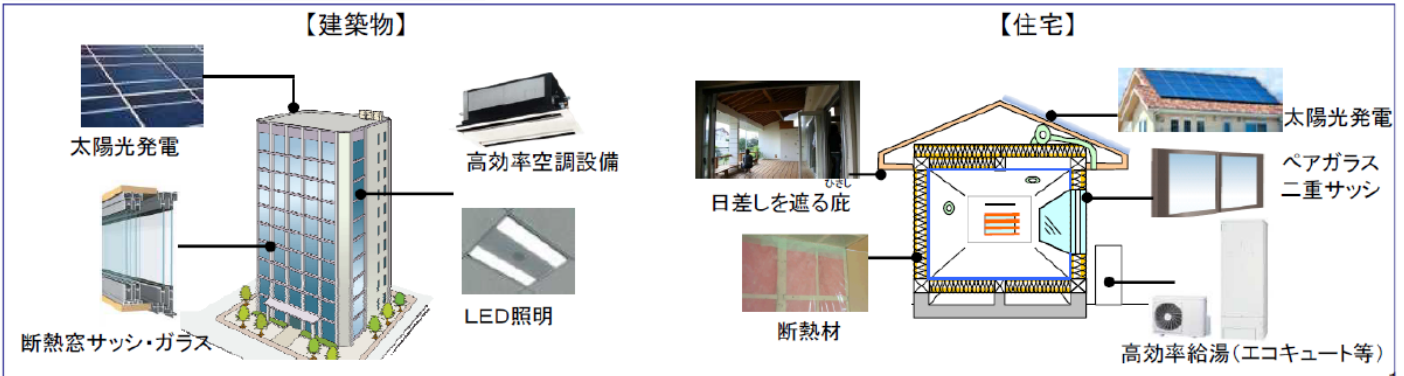 【建築物】
太陽光発電
高効率空調設備
断熱窓サッシ・ガラス
LED照明
【住宅】
太陽光発電
ひさし
日差しを遮る庇
ペアガラス
二重サッシ
断熱材
高効率給湯(エコキュート等)